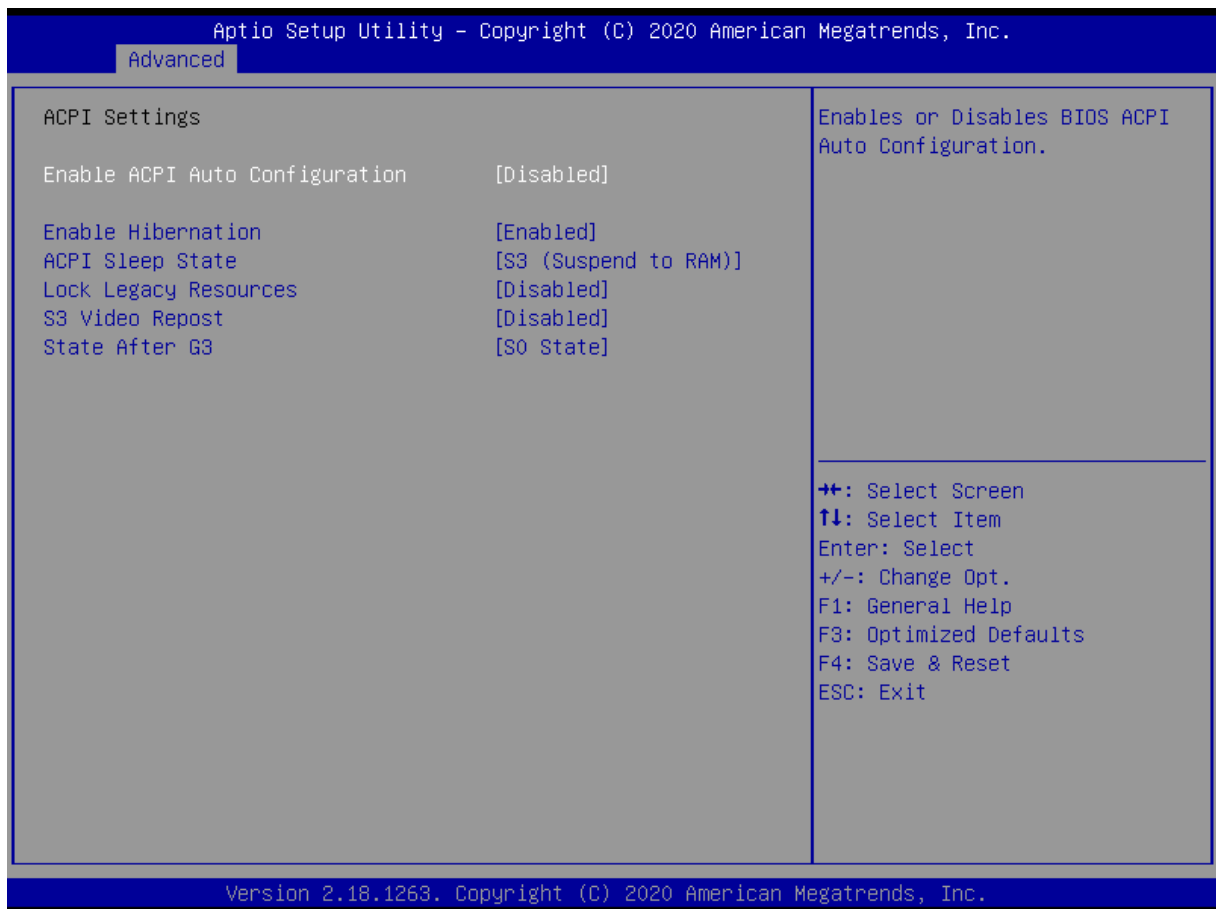 Aptio Setup Utility – Copyright (C) 2020 American Megatrends, Inc.
Advanced
ACPI Settings
Enable ACPI Auto Configuration [Disabled]
Enable Hibernation [Enabled]
ACPI Sleep State [S3 (Suspend to RAM)]
Lock Legacy Resources [Disabled]
S3 Video Repost [Disabled]
State After G3 [S0 State]
Enables or Disables BIOS ACPI
Auto Configuration.
→←: Select Screen
↑↓: Select Item
Enter: Select
+/-: Change Opt.
F1: General Help
F3: Optimized Defaults
F4: Save & Reset
ESC: Exit
Version 2.18.1263. Copyright (C) 2020 American Megatrends, Inc.